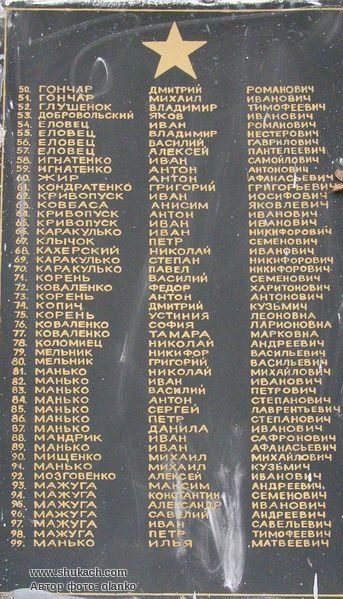 50. ГОНЧАР ДМИТРИЙ РОМАНОВИЧ
51. ГОНЧАР МИХАИЛ ИВАНОВИЧ
52. ГЛУШЕНОК ВЛАДИМИР ТИМОФЕЕВИЧ
53. ДОБРОВОЛЬСКИЙ ЯКОВ ИВАНОВИЧ
54. ЕЛОВЕЦ ИВАН РОМАНОВИЧ
55. ЕЛОВЕЦ ВЛАДИМИР НЕСТЕРОВИЧ
56. ЕЛОВЕЦ ВАСИЛИЙ ГАВРИЛОВИЧ
57. ЕЛОВЕЦ АЛЕКСЕЙ ПАНТЕЛЕЕВИЧ
58. ИГНАТЕНКО ИВАН САМОЙЛОВИЧ
59. ИГНАТЕНКО АНТОН АНТОНОВИЧ
60. ЖИР АНТОН АФАНАСЬЕВИЧ
61. КОНДРАТЕНКО ГРИГОРИЙ ГРИГОРЬЕВИЧ
62. КРИВОПУСК ИВАН ИОСИФОВИЧ
63. КОВБАСА АНИСИМ ЯКОВЛЕВИЧ
64. КРИВОПУСК АНТОН ИВАНОВИЧ
65. КРИВОПУСК ИВАН ИВАНОВИЧ
66. КАРАКУЛЬКО ИВАН НИКИФОРОВИЧ
67. КЛЫЧОК ПЕТР СЕМЕНОВИЧ
68. КАХЕРСКИЙ НИКОЛАЙ ИВАНОВИЧ
69. КАРАКУЛЬКО СТЕПАН НИКИФОРОВИЧ
70. КАРАКУЛЬКО ПАВЕЛ НИКИФОРОВИЧ
71. КОРЕНЬ ВАСИЛИЙ СЕМЕНОВИЧ
72. КОВАЛЕНКО ФЕДОР ХАРИТОНОВИЧ
73. КОРЕНЬ АНТОН АНТОНОВИЧ
74. КОПИЧ ДМИТРИЙ КУЗЬМИЧ
75. КОРЕНЬ УСТИНИЯ ЛЕОНОВНА
76. КОВАЛЕНКО СОФИЯ ЛАРИОНОВНА
77. КОВАЛЕНКО ТАМАРА МАРКОВНА
78. КОЛОМИЕЦ НИКОЛАЙ АНДРЕЕВИЧ
79. МЕЛЬНИК НИКИФОР ВАСИЛЬЕВИЧ
80. МЕЛЬНИК ГРИГОРИЙ ВАСИЛЬЕВИЧ
81. МАНЬКО НИКОЛАЙ МИХАЙЛОВИЧ
82. МАНЬКО ИВАН ИВАНОВИЧ
83. МАНЬКО ВАСИЛИЙ ПЕТРОВИЧ
84. МАНЬКО АНТОН СТЕПАНОВИЧ
85. МАНЬКО СЕРГЕЙ ЛАВРЕНТЬЕВИЧ
86. МАНЬКО ПЕТР СТЕПАНОВИЧ
87. МАНЬКО ДАНИЛА ИВАНОВИЧ
88. МАНДРИК ИВАН САФРОНОВИЧ
89. МАНЬКО ИВАН АФАНАСЬЕВИЧ
90. МИЩЕНКО МИХАИЛ МИХАЙЛОВИЧ
91. МАНЬКО МИХАИЛ КУЗЬМИЧ
92. МОЗГОВЕНКО АЛЕКСЕЙ ИВАНОВИЧ
93. МАЖУГА МАКСИМ АНДРЕЕВИЧ
94. МАЖУГА КОНСТАНТИН СЕМЕНОВИЧ
95. МАЖУГА АЛЕКСАНДР ИВАНОВИЧ
96. МАЖУГА САВЕЛИЙ АНДРЕЕВИЧ
97. МАЖУГА ИВАН САВЕЛЬЕВИЧ
98. МАЖУГА ПЕТР ТИМОФЕЕВИЧ
99. МАНЬКО ИЛЬЯ МАТВЕЕВИЧ
www.shukach.com
Автор фото: olanko